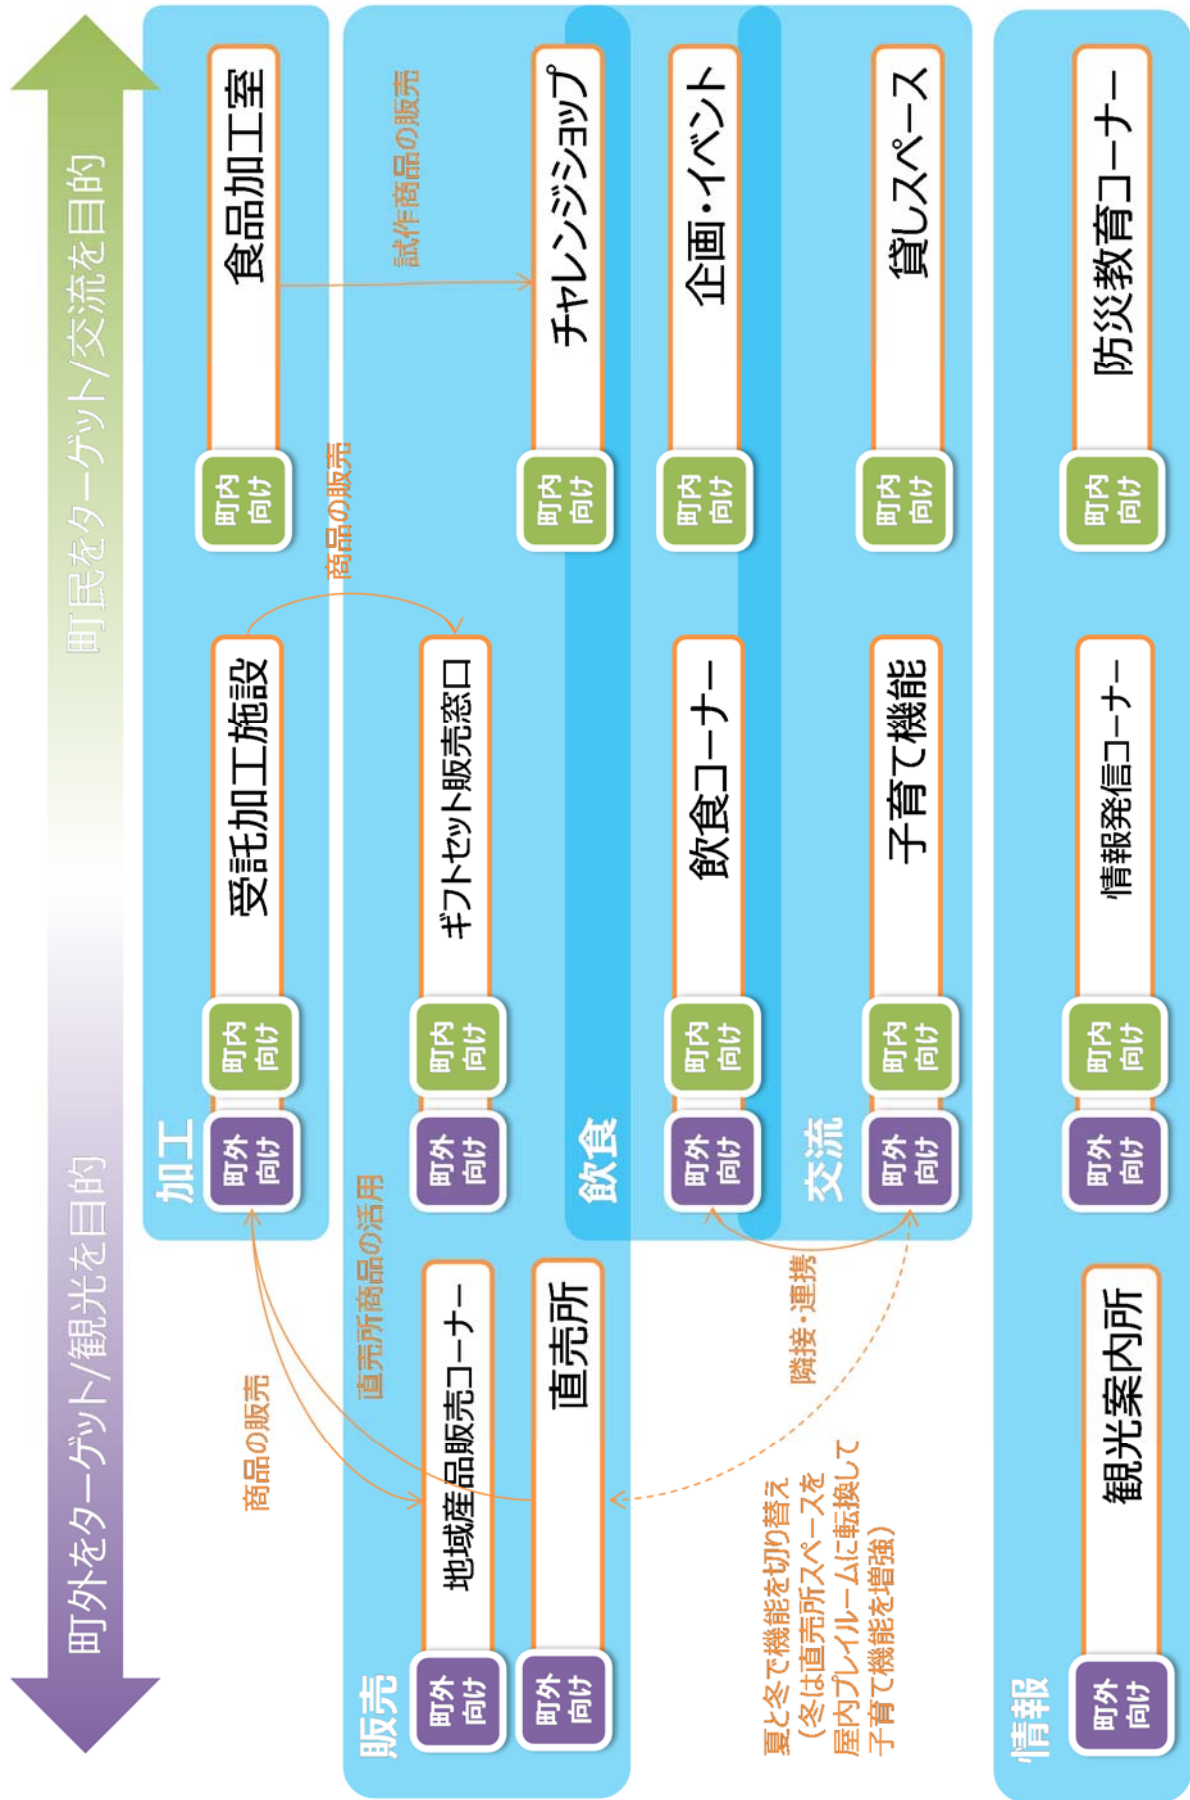 町外をターゲット/観光を目的
町民をターゲット/交流を目的
加工
町外
向け
町内
向け
受託加工施設
町内
向け
食品加工室
商品の販売
直売所商品の活用
商品の販売
試作商品の販売
販売
町外
向け
地域産品販売コーナー
町外
向け
町内
向け
ギフトセット販売窓口
町外
向け
直売所
町内
向け
チャレンジショップ
飲食
町外
向け
町内
向け
飲食コーナー
町内
向け
企画・イベント
隣接・連携
夏と冬で機能を切り替え
(冬は直売所スペースを
屋内プレイルームに転換して
子育て機能を増強)
交流
町外
向け
町内
向け
子育て機能
町内
向け
貸しスペース
情報
町外
向け
観光案内所
町外
向け
町内
向け
情報発信コーナー
町内
向け
防災教育コーナー